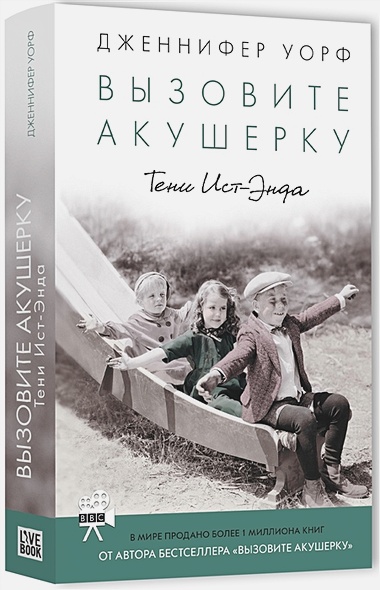 ДЖЕННИФЕР УОРФ
ВЫЗОВИТЕ
АКУШЕРКУ
Тени Ист-Энда
BBC
В МИРЕ ПРОДАНО БОЛЕЕ 1 МИЛЛИОНА КНИГ
ОТ АВТОРА БЕСТСЕЛЛЕРА «ВЫЗОВИТЕ АКУШЕРКУ»
ДЖЕННИФЕР УОРФ
ВЫЗОВИТЕ АКУШЕРКУ
Тени Ист-Энда
LIVE
BOOK